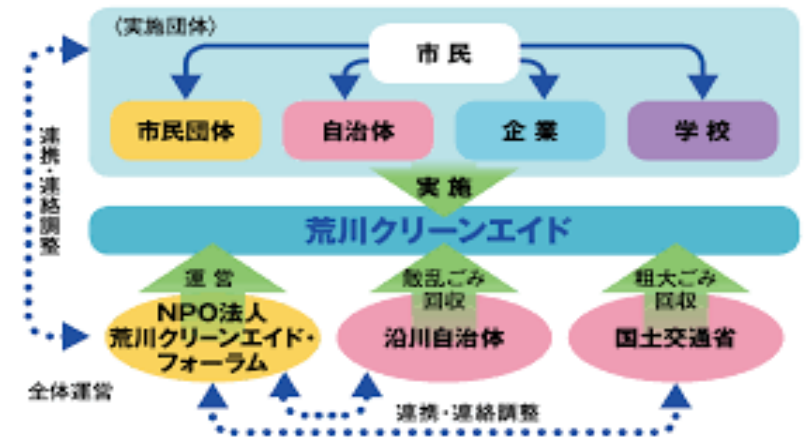 (実施団体)
市民
市民団体
自治体
企業
学校
連携・連絡調整
実施
荒川クリーンエイド
運営
散乱ごみ
回収
粗大ごみ
回収
NPO法人
荒川クリーンエイド・
フォーラム
沿川自治体
国土交通省
全体運営
連携・連絡調整